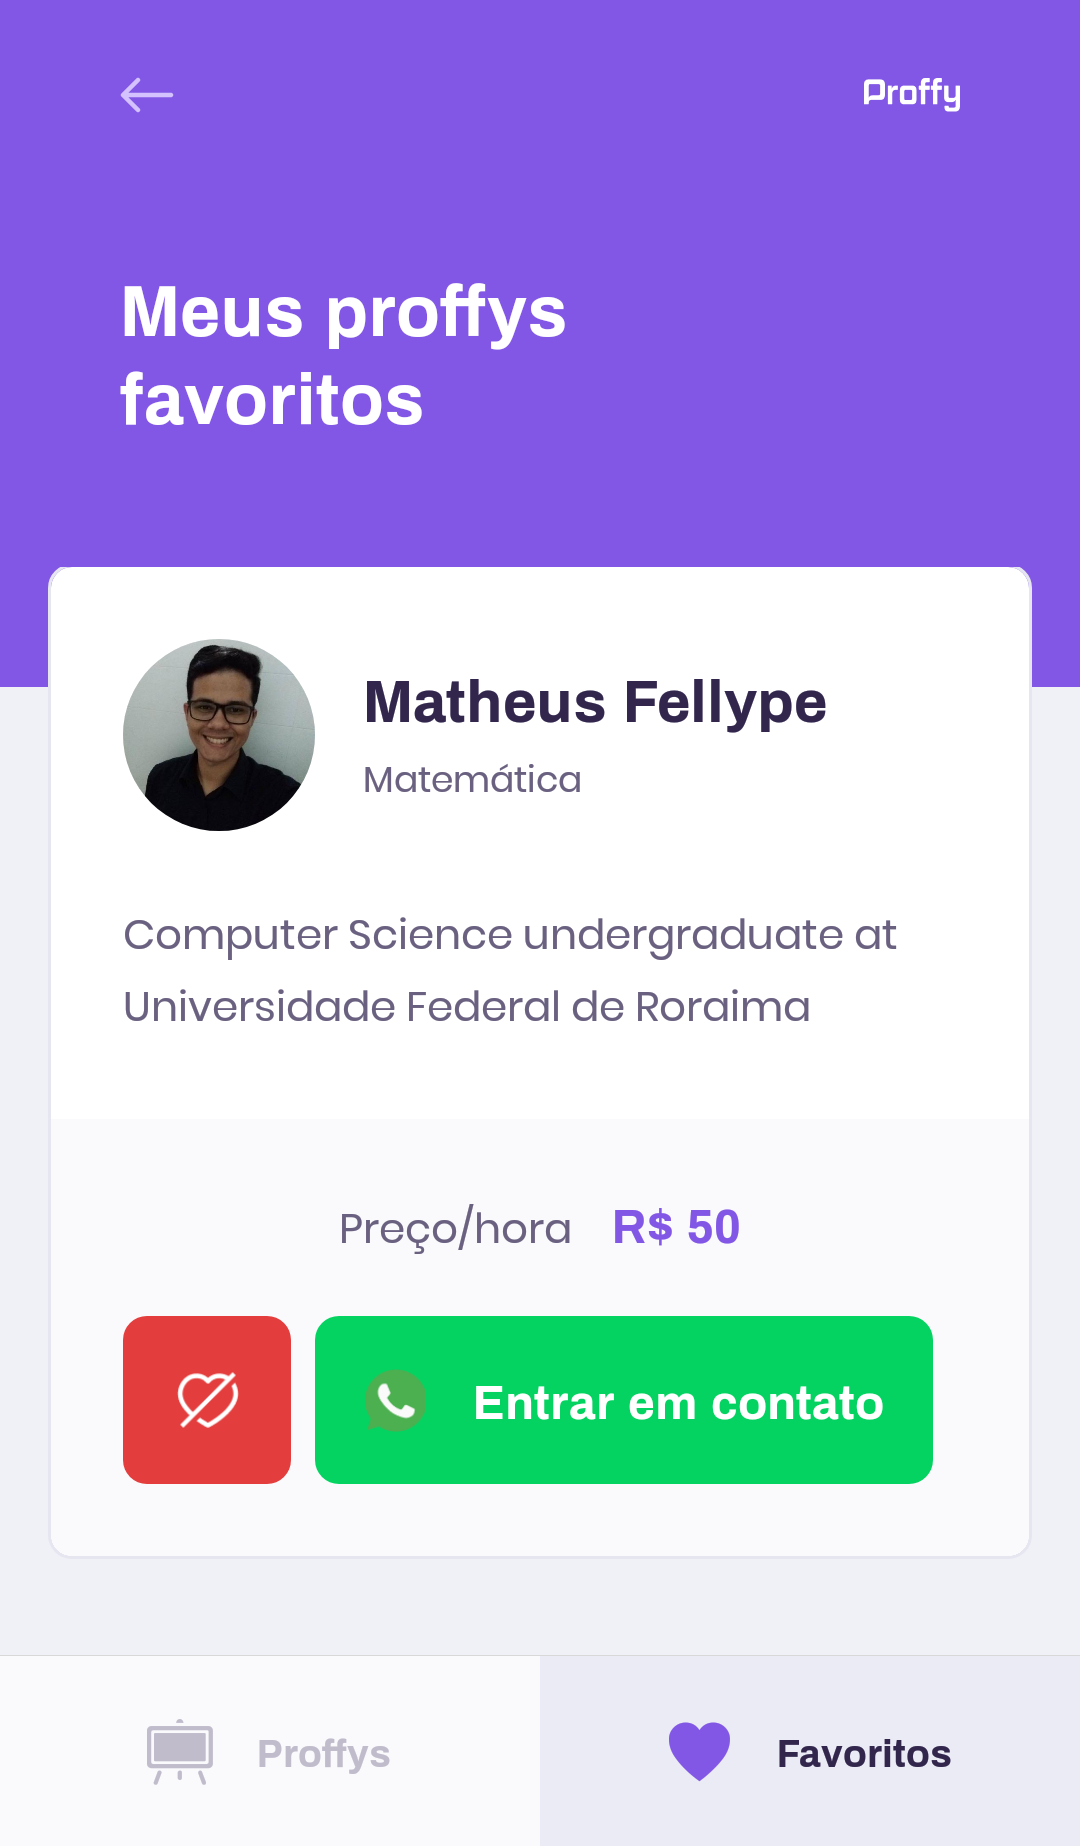 Proffy
Meus proffys
favoritos
Matheus Fellype
Matemática
Computer Science undergraduate at
Universidade Federal de Roraima
Preço/hora R$ 50
Entrar em contato
Proffys
Favoritos